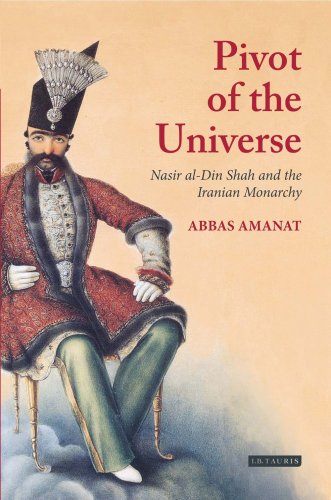 Pivot
of the
Universe
Nasir al-Din Shah and the
Iranian Monarchy
ABBAS AMANAT
I.B.TAURIS